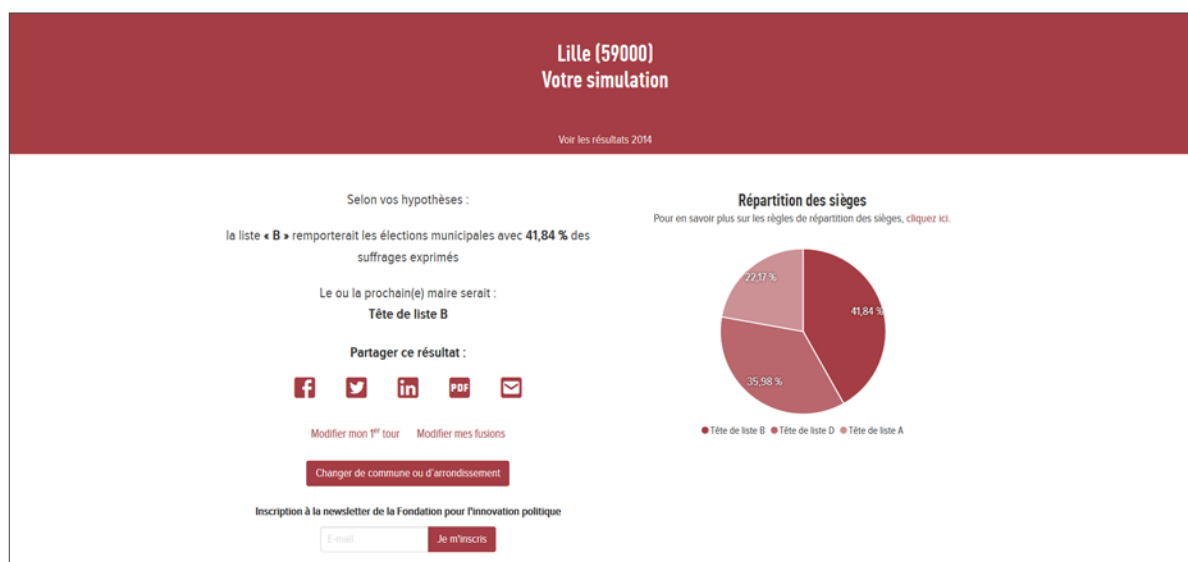 Lille (59000)
Votre simulation
Voir les résultats 2014
Selon vos hypothèses :
la liste « B » remporterait les élections municipales avec 41,84 % des
suffrages exprimés
Le ou la prochain(e) maire serait :
Tête de liste B
Partager ce résultat :
PDF
Modifier mon 1er tour Modifier mes fusions
Changer de commune ou d'arrondissement
Inscription à la newsletter de la Fondation pour l'innovation politique
E-mail Je m'inscris
Répartition des sièges
Pour en savoir plus sur les règles de répartition des sièges, cliquez ici.
22,17 %
41,84 %
35,98 %
Tête de liste B Tête de liste D Tête de liste A